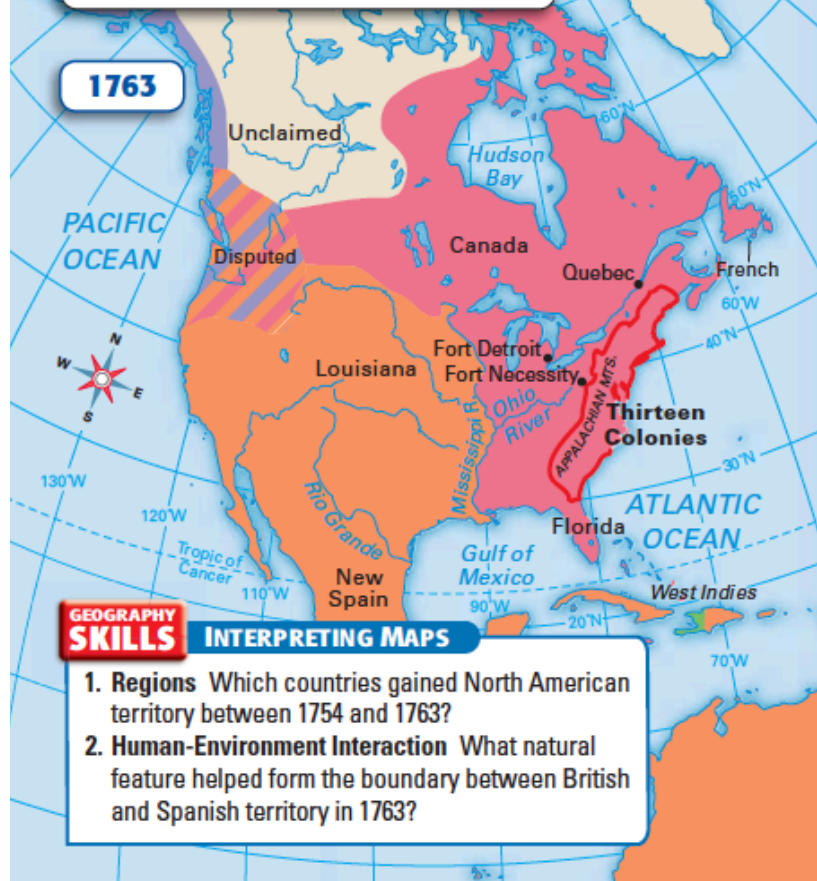 1763
Unclaimed
Hudson
Bay
60°N
50°N
PACIFIC
OCEAN
Disputed
Canada
Quebec
French
60°W
40°N
N
W
E
S
Fort Detroit
Louisiana
Fort Necessity
Ohio
River
APPALACHIAN MTS.
Thirteen
Colonies
Mississippi R.
30°N
130°W
120°W
Rio Grande
ATLANTIC
OCEAN
Florida
Tropic of
Cancer
110°W
New
Spain
Gulf of
Mexico
90°W
20°N
West Indies
70°W
GEOGRAPHY
SKILLS INTERPRETING MAPS
1. Regions Which countries gained North American
territory between 1754 and 1763?
2. Human-Environment Interaction What natural
feature helped form the boundary between British
and Spanish territory in 1763?